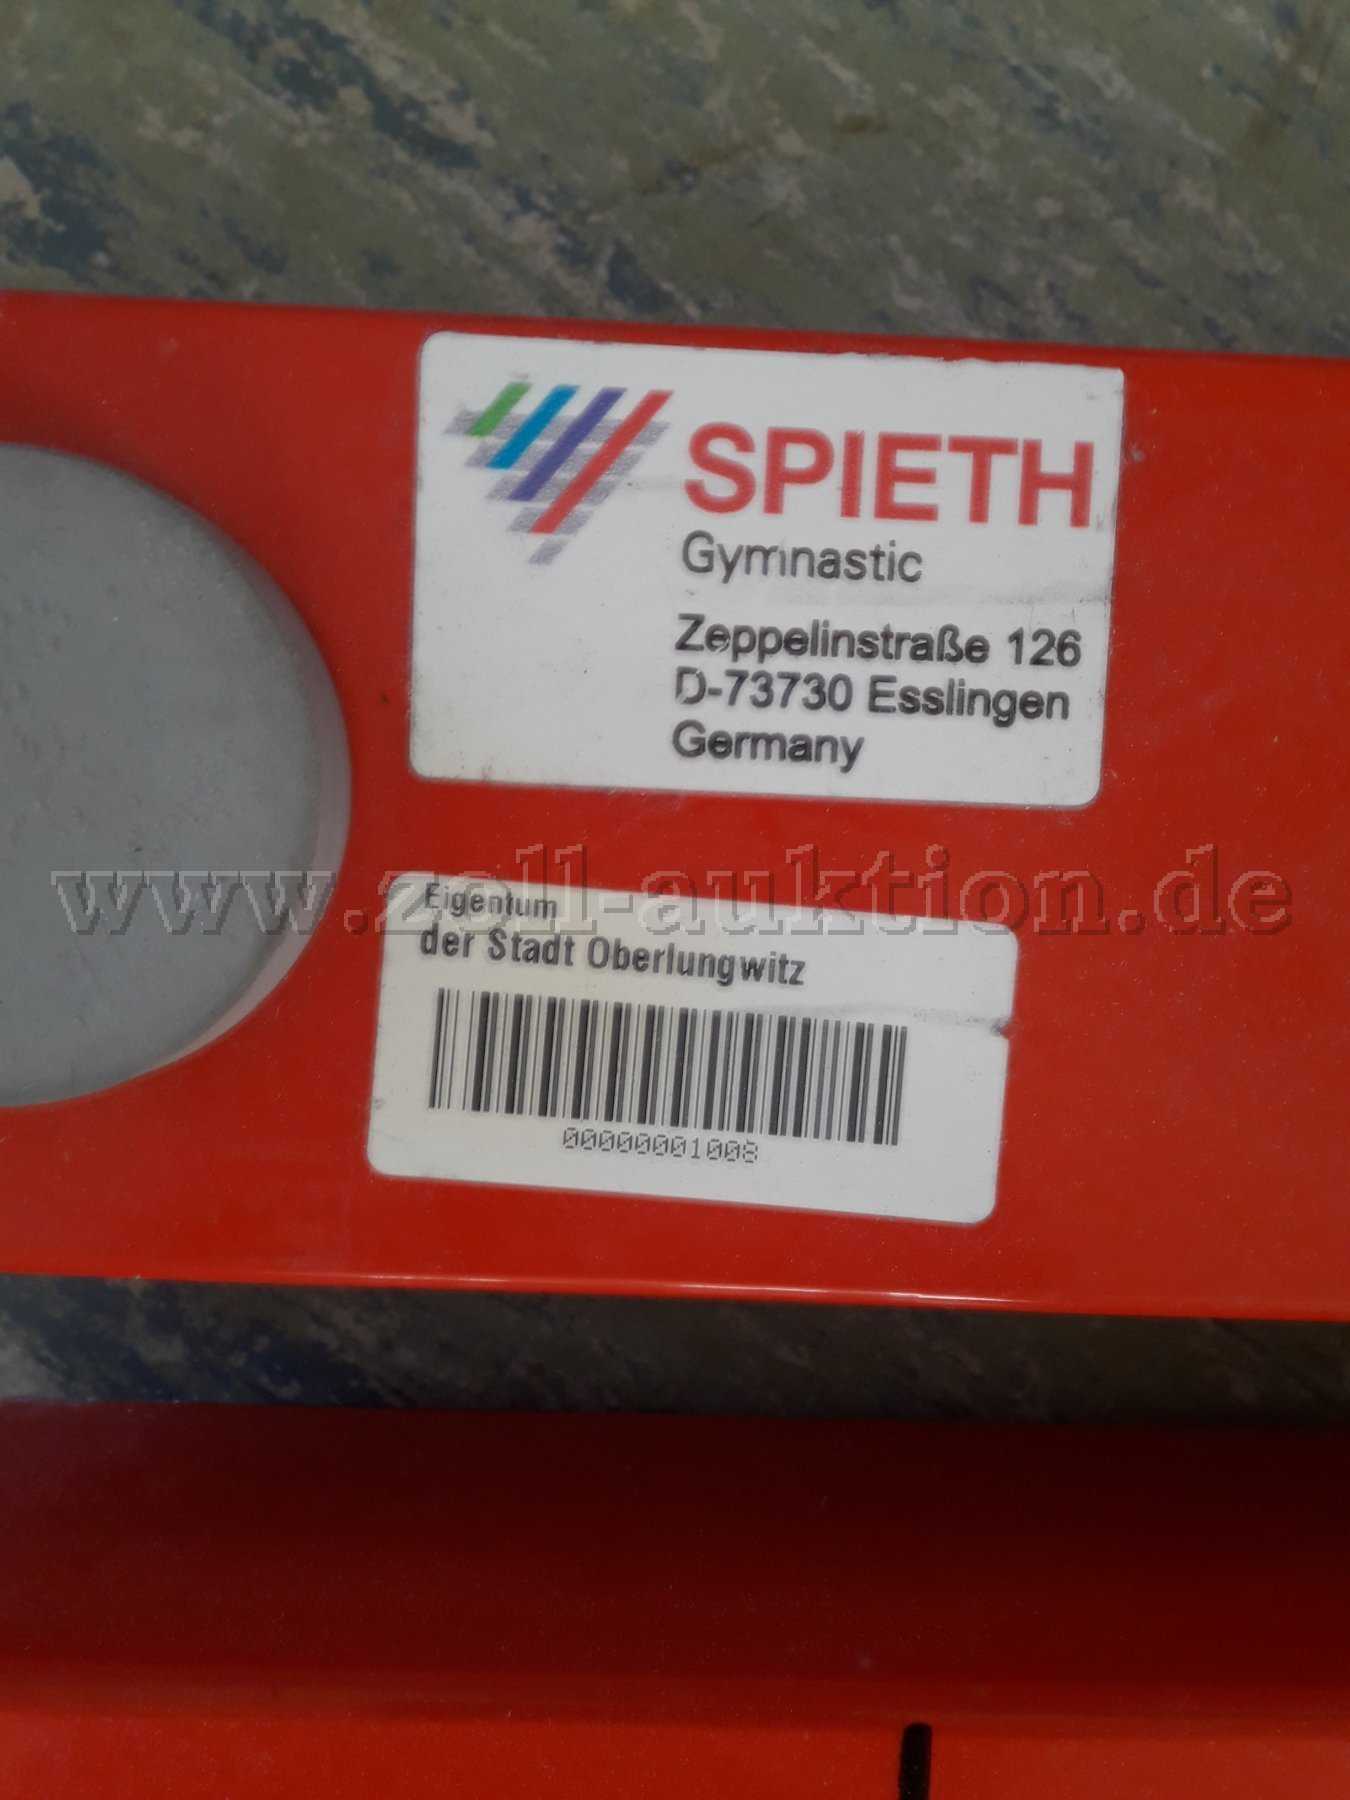 SPIETH
Gymnastic
Zeppelinstraße 126
D-73730 Esslingen
Germany
www.zoll-auktion.de
Eigentum
der Stadt Oberlungwitz
00000001008